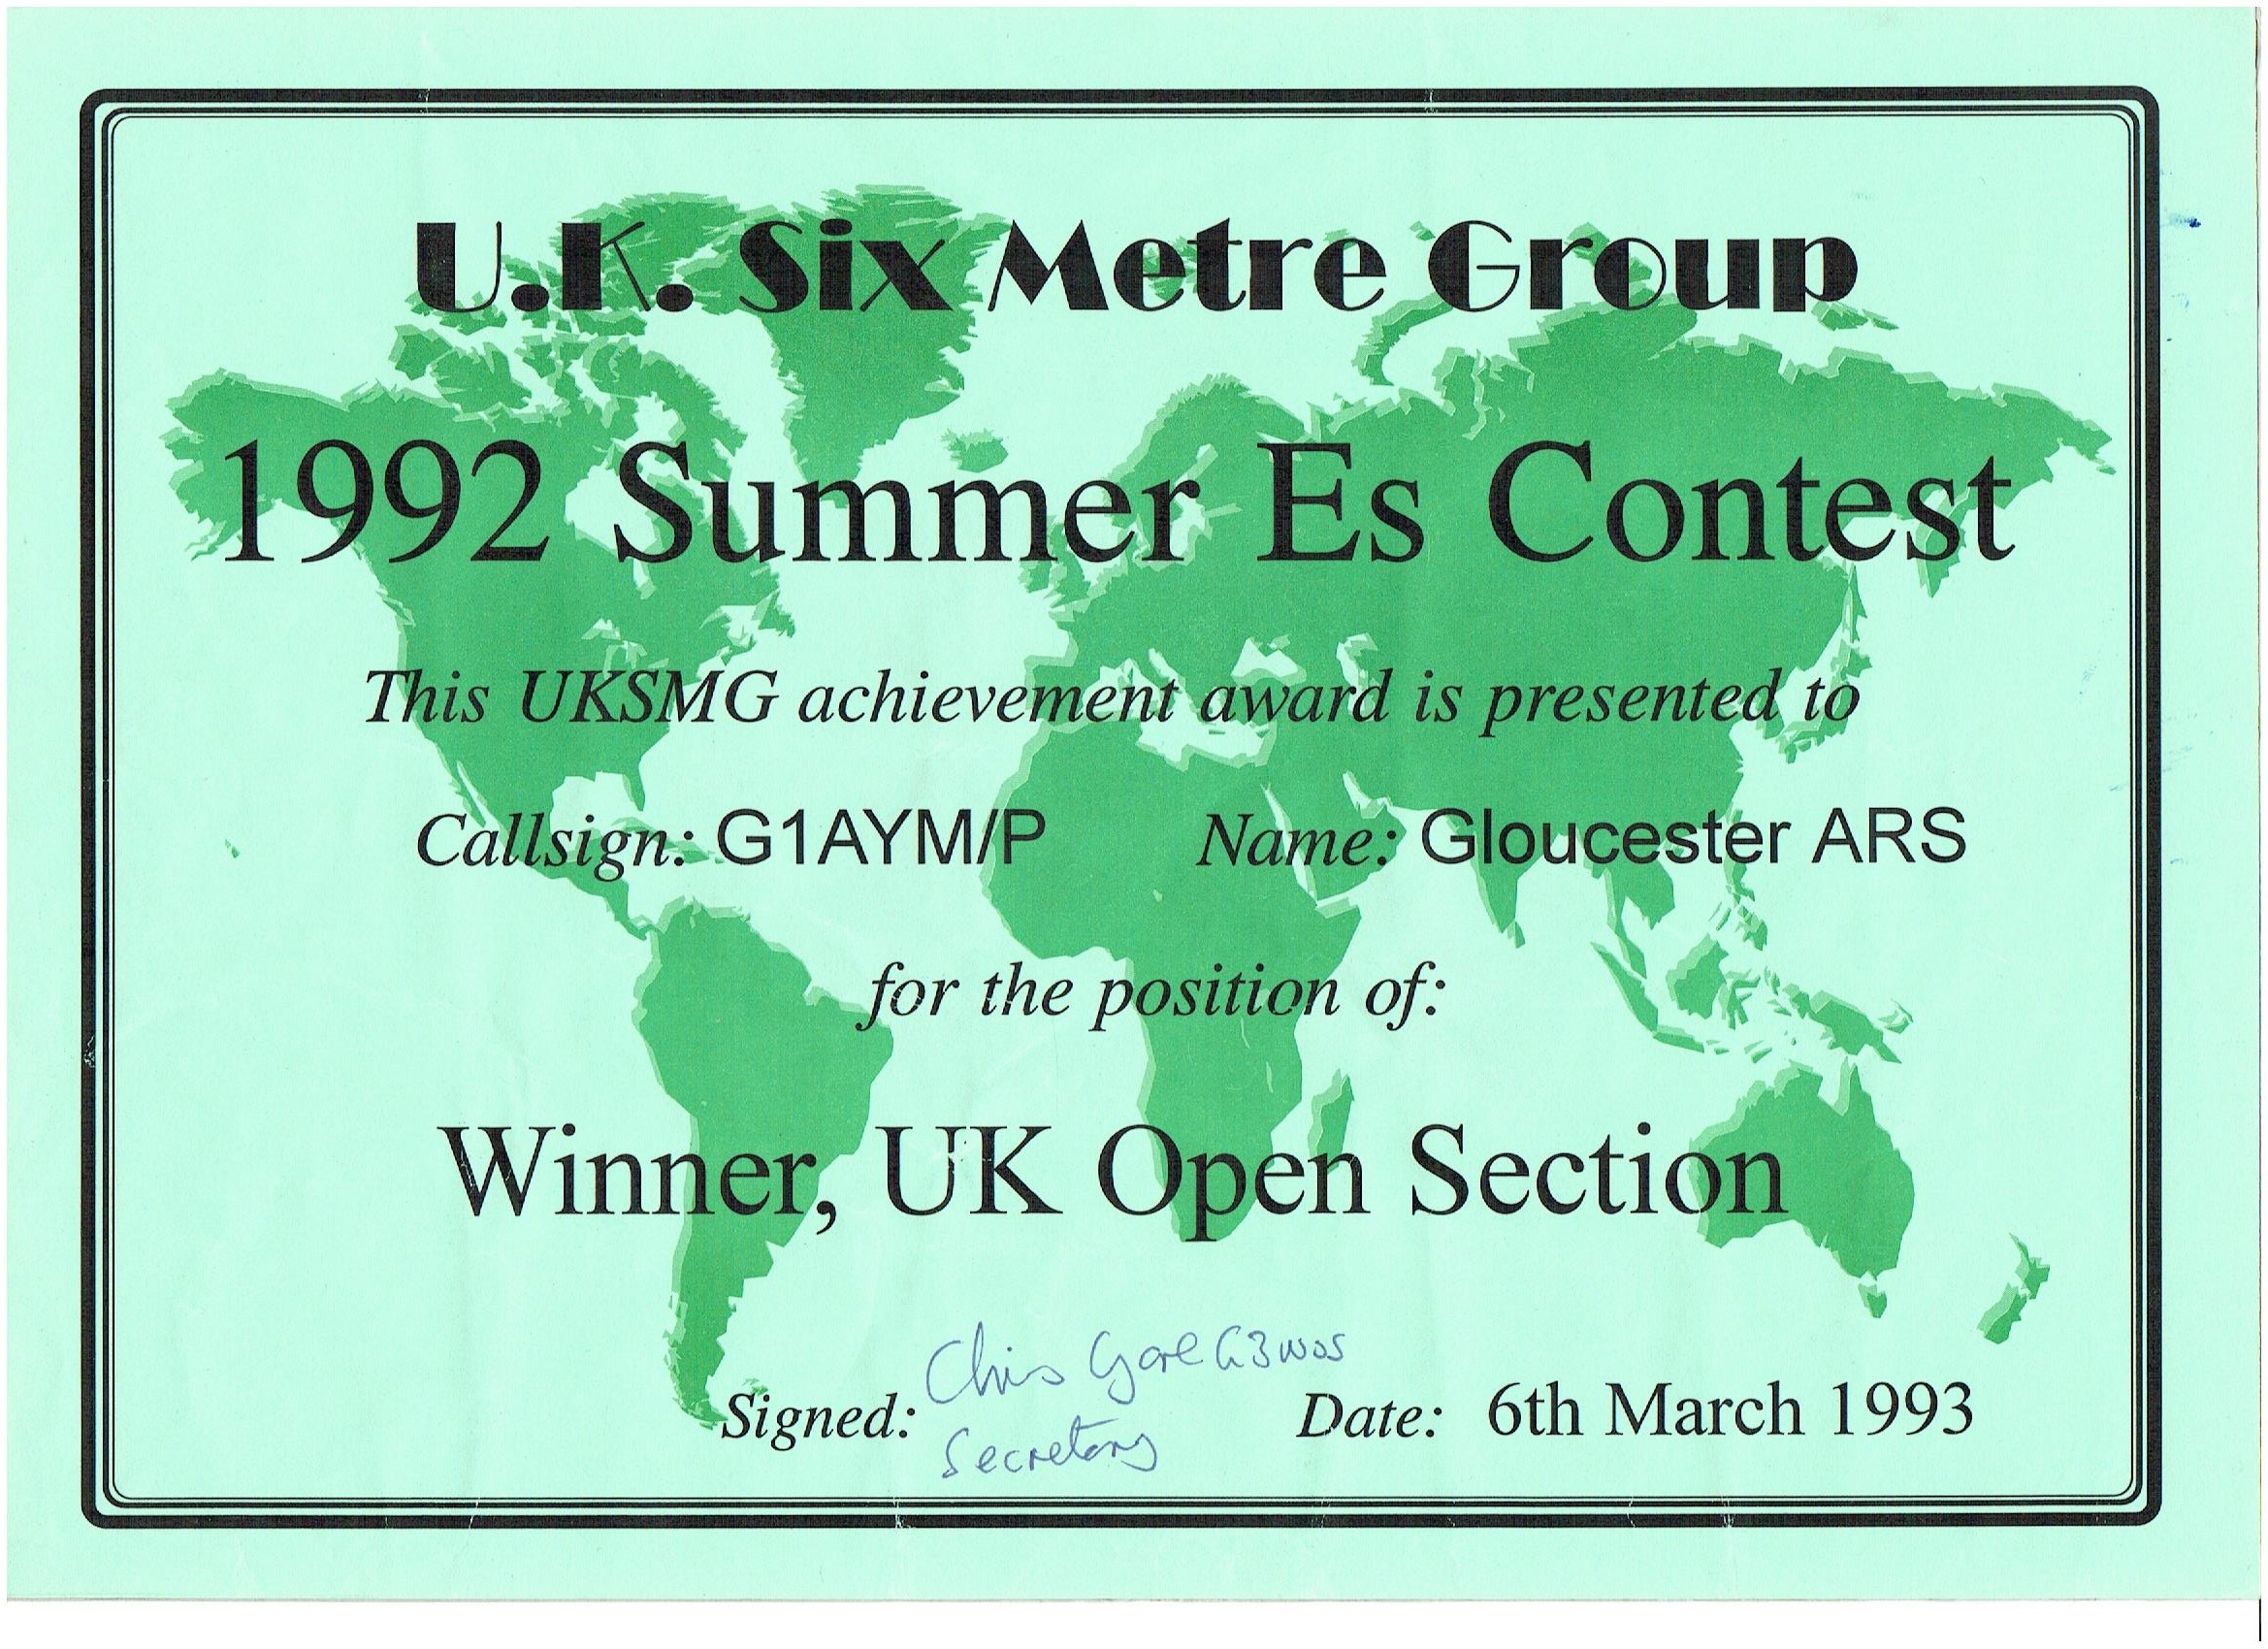 U.K. Six Metre Group
1992 Summer Es Contest
This UKSMG achievement award is presented to
Callsign: G1AYM/P Name: Gloucester ARS
for the position of:
Winner, UK Open Section
Signed: Chris Gare G3WOS Date: 6th March 1993
Secretary